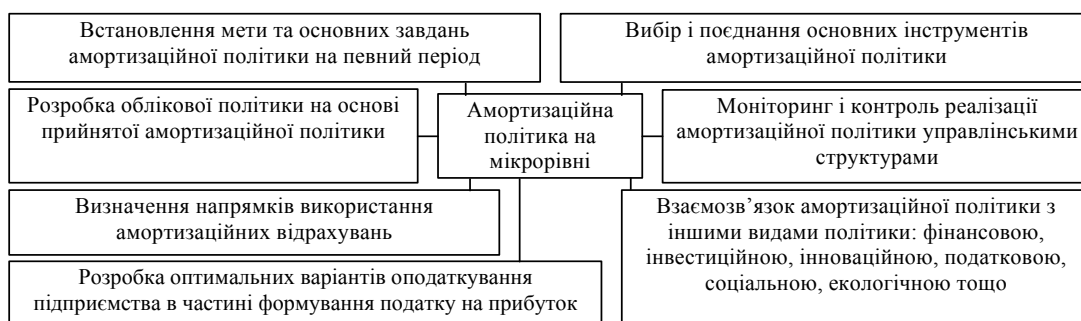 Встановлення мети та основних завдань
амортизаційної політики на певний період
Вибір і поєднання основних інструментів
амортизаційної політики
Розробка облікової політики на основі
прийнятої амортизаційної політики
Амортизаційна
політика на
мікрорівні
Моніторинг і контроль реалізації
амортизаційної політики управлінськими
структурами
Визначення напрямків використання
амортизаційних відрахувань
Взаємозв’язок амортизаційної політики з
іншими видами політики: фінансовою,
інвестиційною, інноваційною, податковою,
соціальною, екологічною тощо
Розробка оптимальних варіантів оподаткування
підприємства в частині формування податку на прибуток